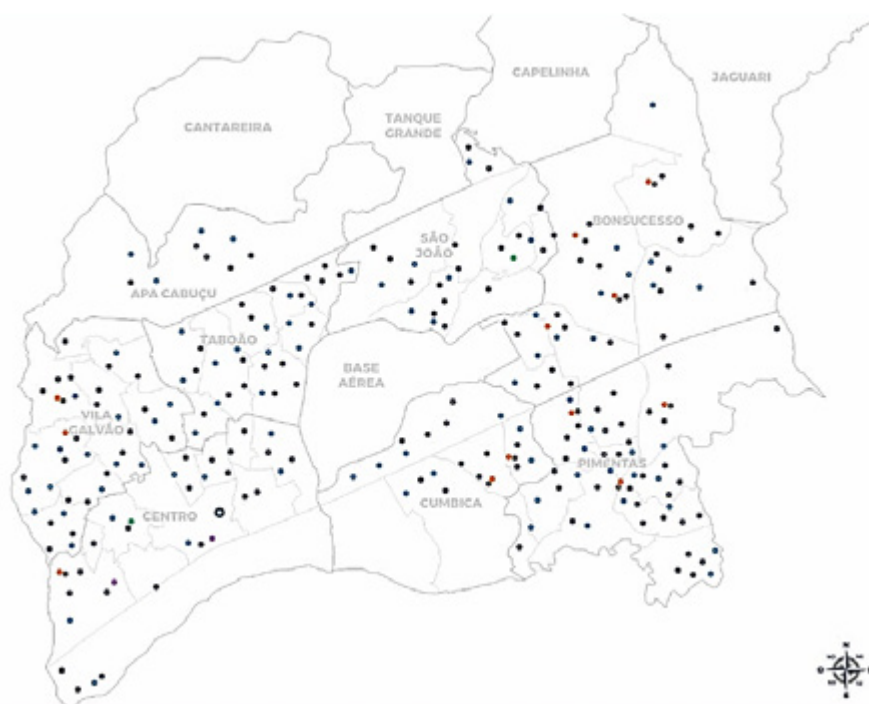 CAPELINHA
JAGUARI
CANTAREIRA
TANQUE
GRANDE
BONSUCESSO
SÃO
JOÃO
APA CABUÇU
TABOÃO
BASE
AÉREA
VILA
GALVÃO
PIMENTAS
CUMBICA
CENTRO